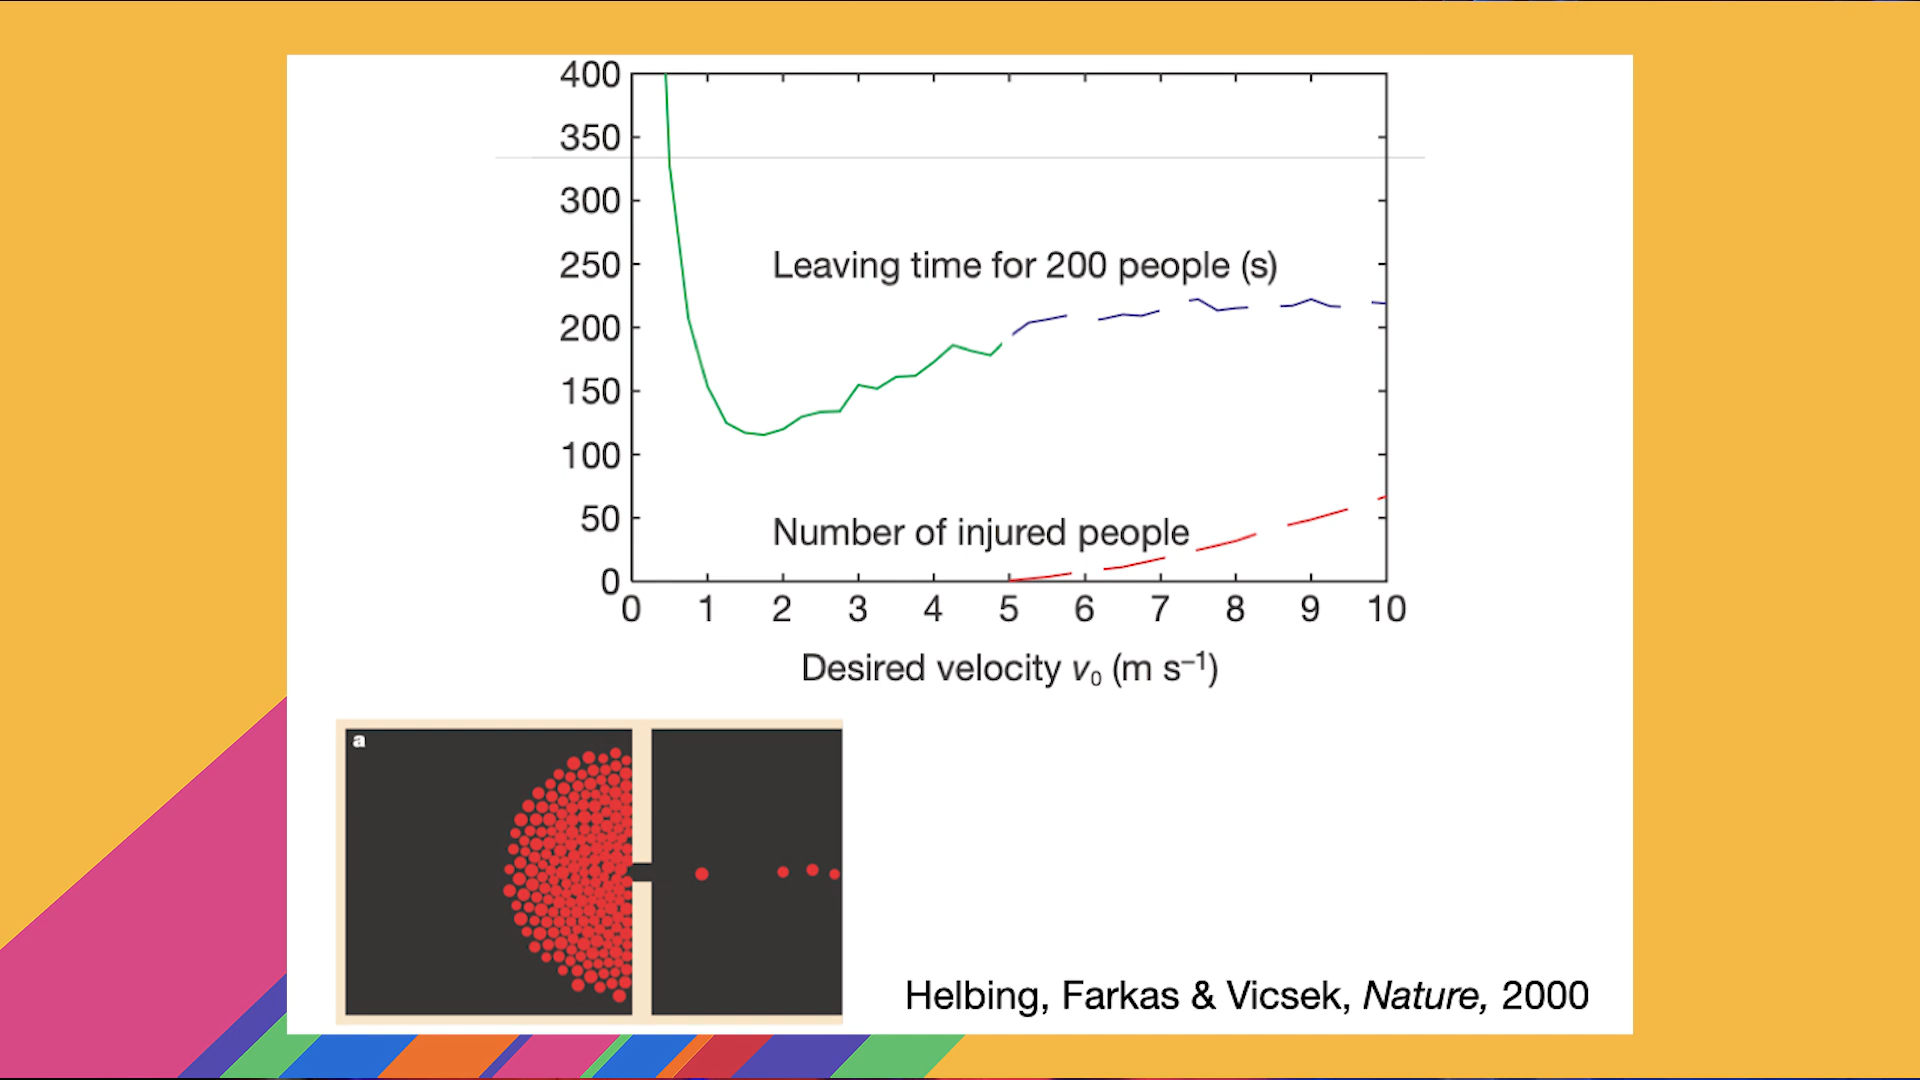 400
350
300
250
200
150
100
50
0
Leaving time for 200 people (s)
Number of injured people
0 1 2 3 4 5 6 7 8 9 10
Desired velocity v₀ (m s⁻¹)
a
Helbing, Farkas & Vicsek, Nature, 2000